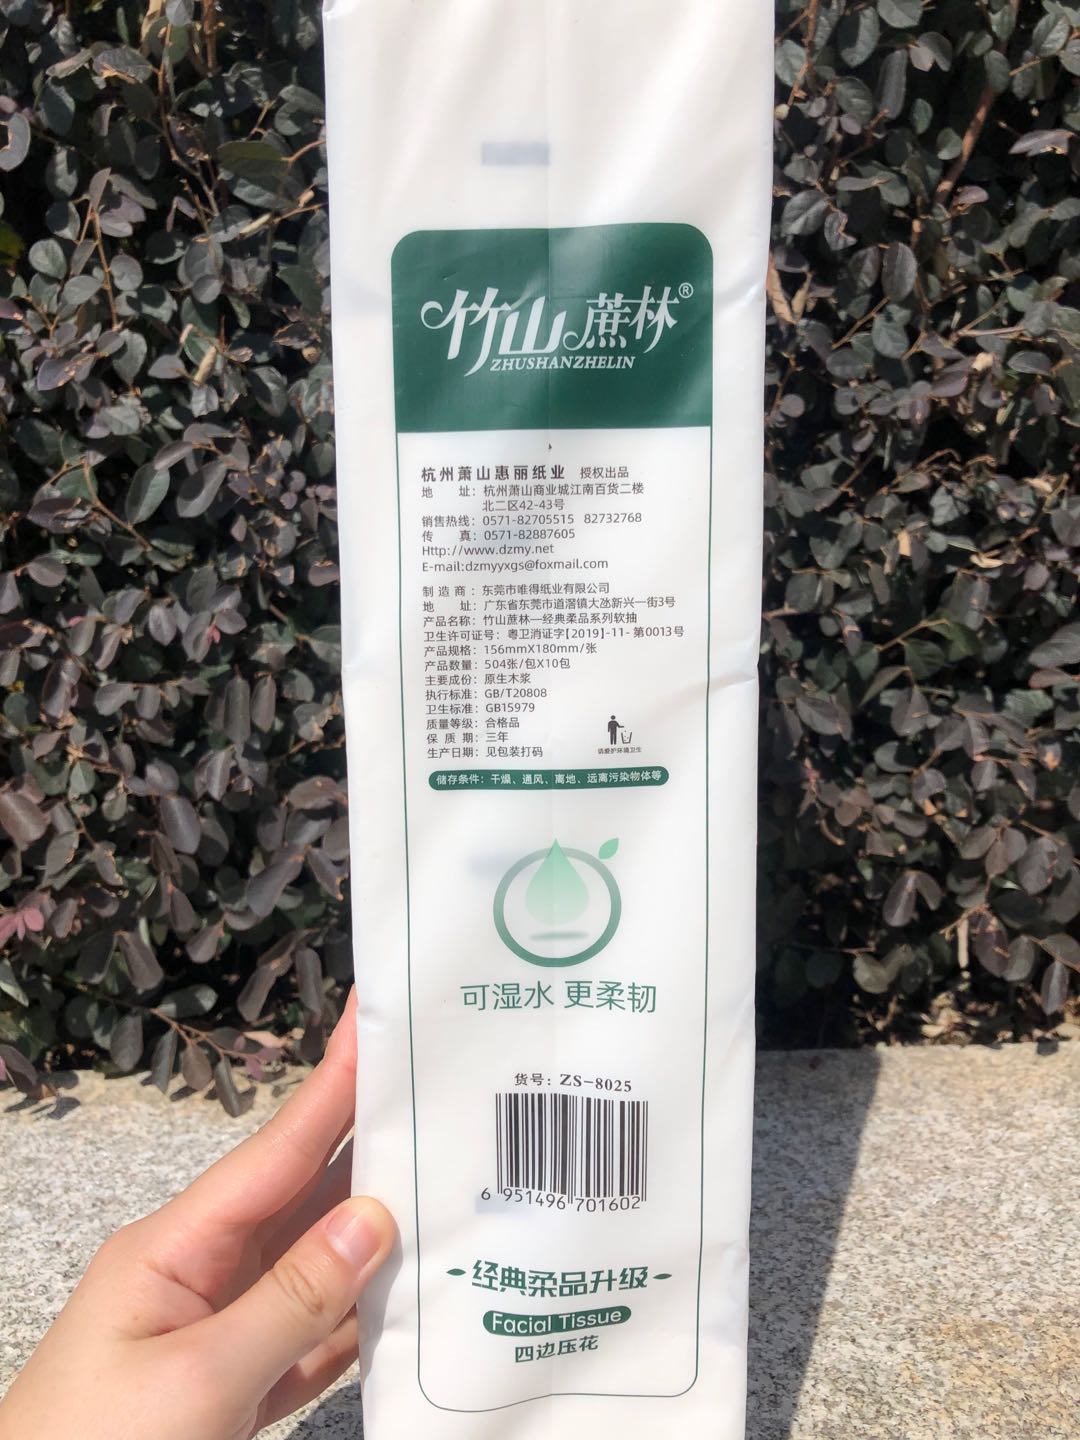 竹山蔗林®
ZHUSHANZHELIN
杭州萧山惠丽纸业 授权出品
地 址：杭州萧山商业城江南百货二楼
北二区42-43号
销售热线：0571-82705515 82732768
传 真：0571-82887605
Http://www.dzmy.net
E-mail:dzmyyxgs@foxmail.com
制造商：东莞市唯得纸业有限公司
地 址：广东省东莞市道滘镇大氹新兴一街3号
产品名称：竹山蔗林—经典柔品系列软抽
卫生许可证号：粤卫消证字【2019】-11-第0013号
产品规格：156mmX180mm/张
产品数量：504张/包X10包
主要成份：原生木浆
执行标准：GB/T20808
卫生标准：GB15979
质量等级：合格品
保 质 期：三年
生产日期：见包装打码
请爱护环境卫生
储存条件：干燥、通风、离地、远离污染物体等
可湿水 更柔韧
货号：ZS-8025
6 951496 701602
经典柔品升级
Facial Tissue
四边压花